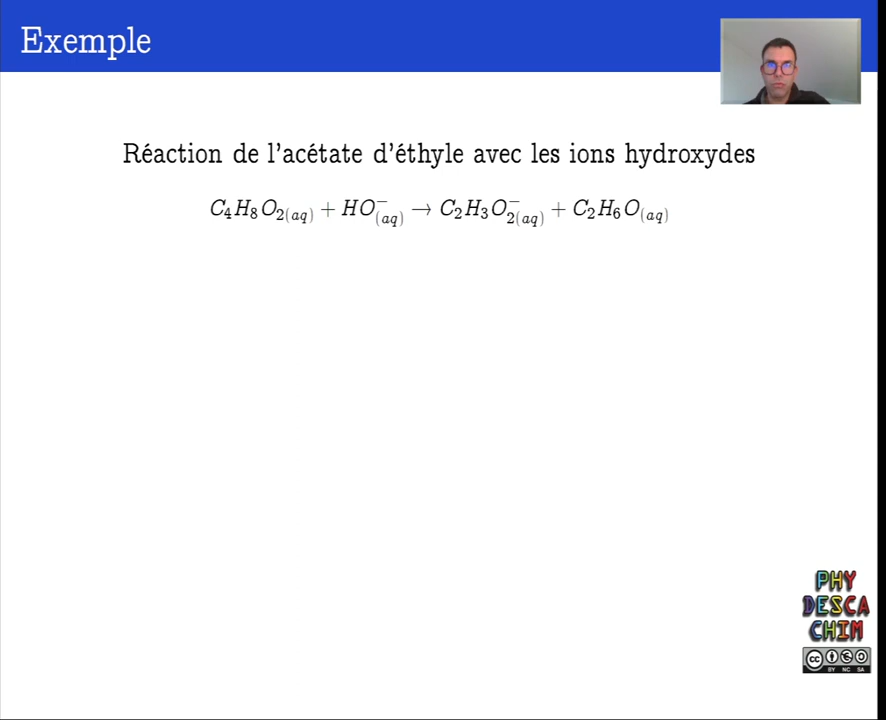 Exemple
Réaction de l'acétate d'éthyle avec les ions hydroxydes
C₄H₈O₂(aq) + HO⁻(aq) → C₂H₃O₂⁻(aq) + C₂H₆O(aq)
PHY
DESCA
CHIM
cc
BY NC SA